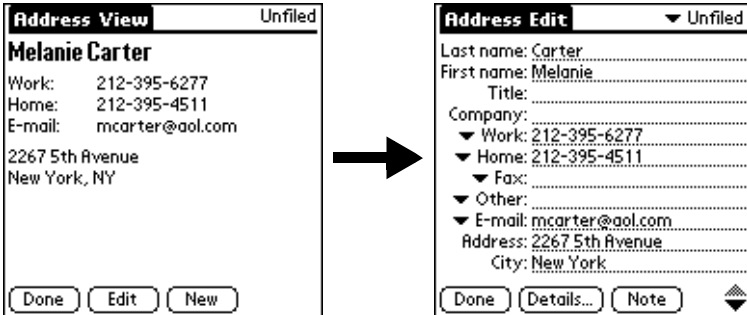 Address View
Unfiled
Melanie Carter
Work: 212-395-6277
Home: 212-395-4511
E-mail: mcarter@aol.com
2267 5th Avenue
New York, NY
Done
Edit
New
Address Edit
Unfiled
Last name: Carter
First name: Melanie
Title:
Company:
Work: 212-395-6277
Home: 212-395-4511
Fax:
Other:
E-mail: mcarter@aol.com
Address: 2267 5th Avenue
City: New York
Done
Details...
Note